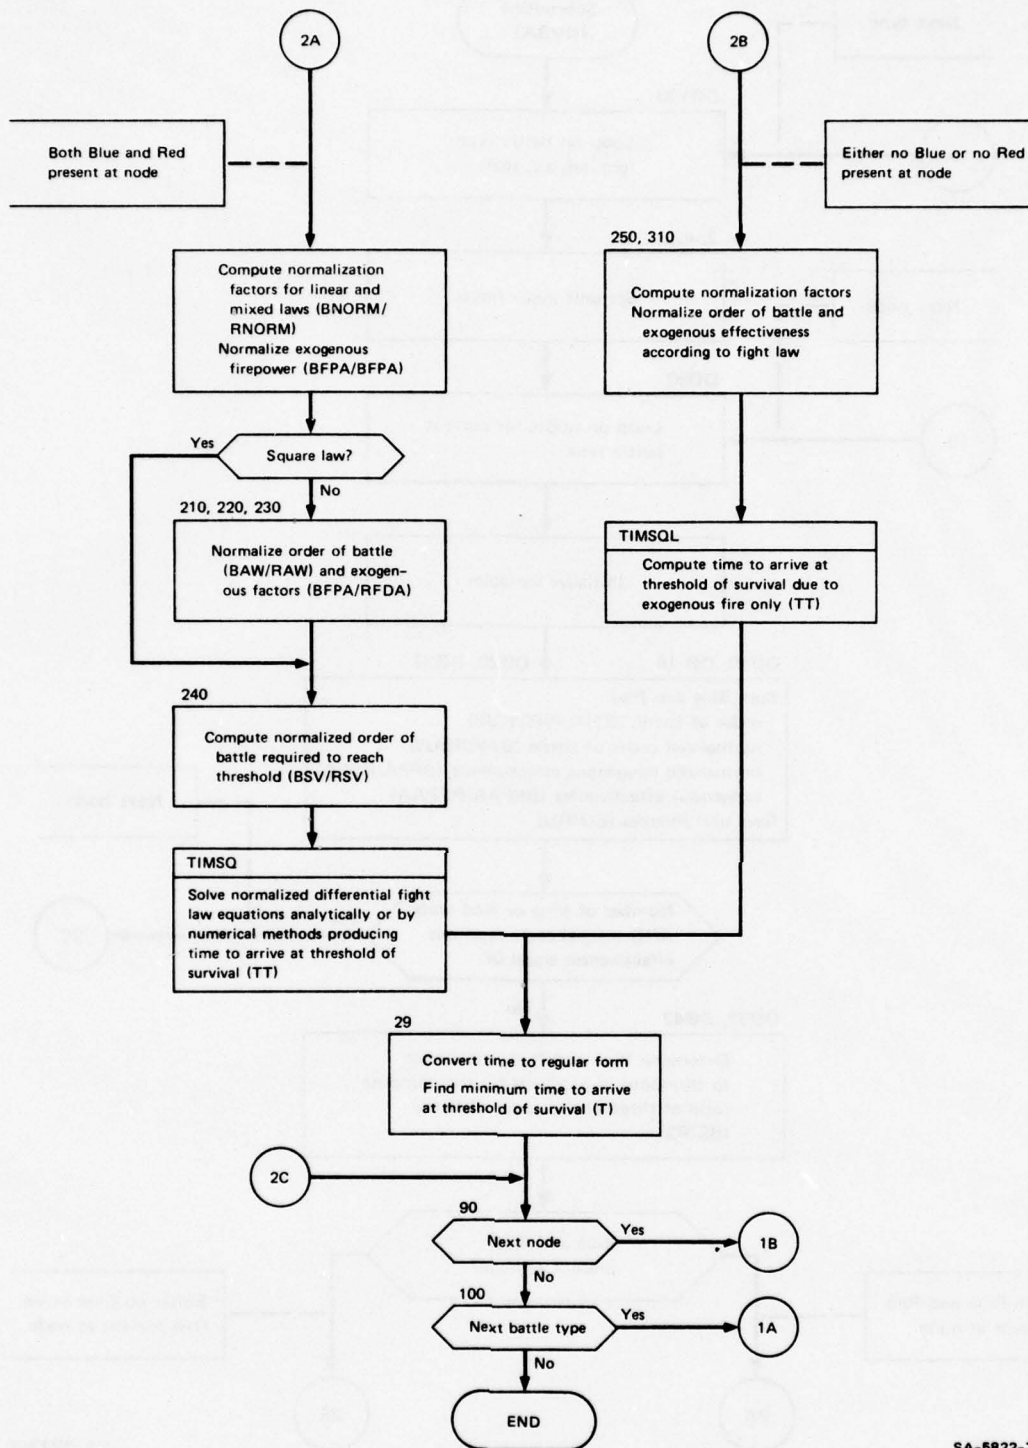 2A
2B
Both Blue and Red
present at node
Either no Blue or no Red
present at node
Compute normalization
factors for linear and
mixed laws (BNORM/
RNORM)
Normalize exogenous
firepower (BFPA/BFPA)
250, 310
Compute normalization factors
Normalize order of battle and
exogenous effectiveness
according to fight law
Yes
Square law?
No
210, 220, 230
Normalize order of battle
(BAW/RAW) and exogen-
ous factors (BFPA/RFDA)
TIMSQL
Compute time to arrive at
threshold of survival due to
exogenous fire only (TT)
240
Compute normalized order of
battle required to reach
threshold (BSV/RSV)
TIMSQ
Solve normalized differential fight
law equations analytically or by
numerical methods producing
time to arrive at threshold of
survival (TT)
29
Convert time to regular form
Find minimum time to arrive
at threshold of survival (T)
2C
90
Next node
Yes
1B
No
100
Next battle type
Yes
1A
No
END